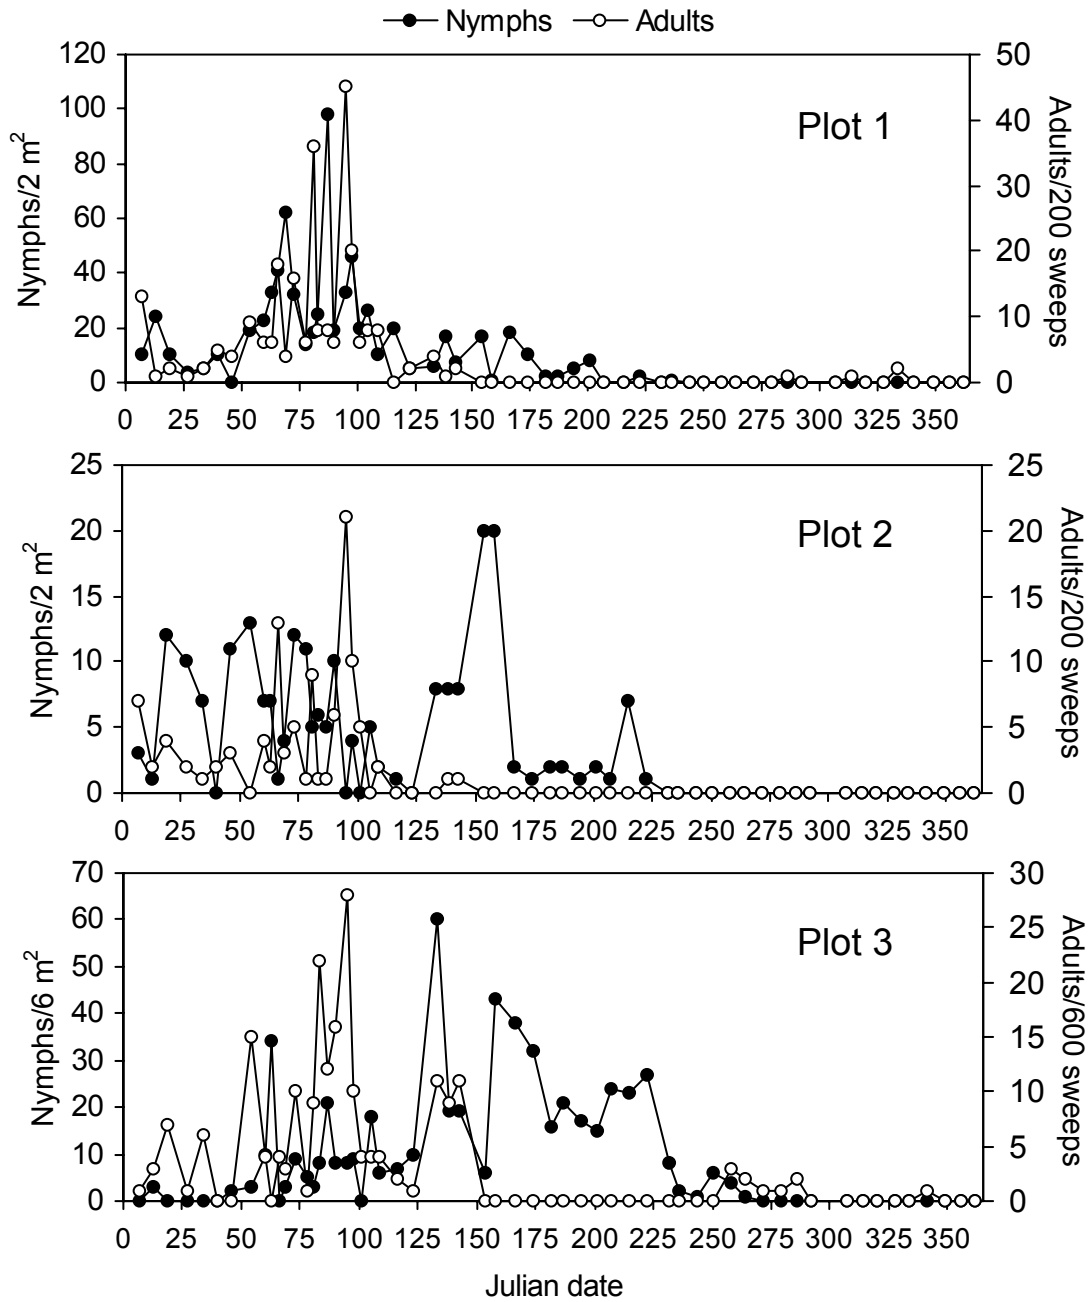 Nymphs Adults
120 50
100 40
80 30
60 20
40 10
20 0
0
Nymphs/2 m²
Adults/200 sweeps
Plot 1
0 25 50 75 100 125 150 175 200 225 250 275 300 325 350
25 25
20 20
15 15
10 10
5 5
0 0
Nymphs/2 m²
Adults/200 sweeps
Plot 2
0 25 50 75 100 125 150 175 200 225 250 275 300 325 350
70 30
60 25
50 20
40 15
30 10
20 5
10 0
0
Nymphs/6 m²
Adults/600 sweeps
Plot 3
0 25 50 75 100 125 150 175 200 225 250 275 300 325 350
Julian date